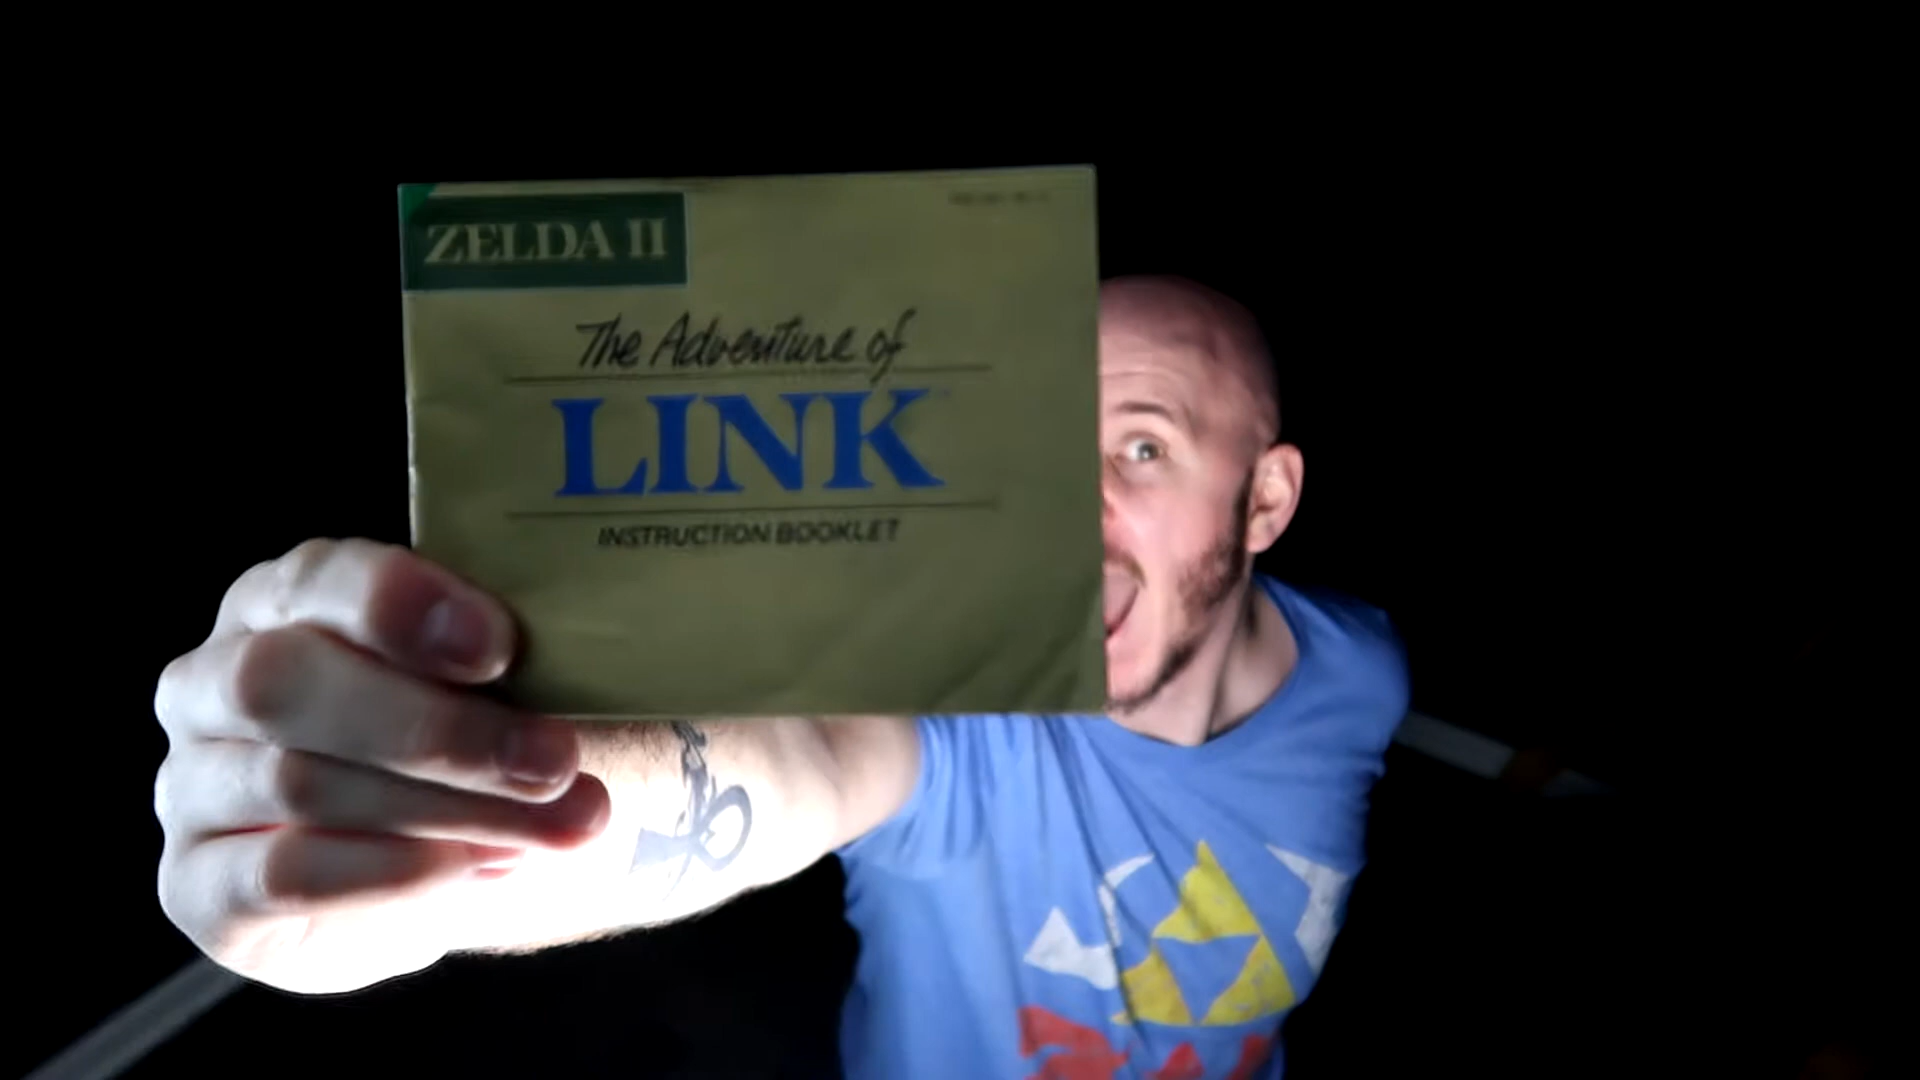 ZELDA II
The Adventure of
LINK
INSTRUCTION BOOKLET